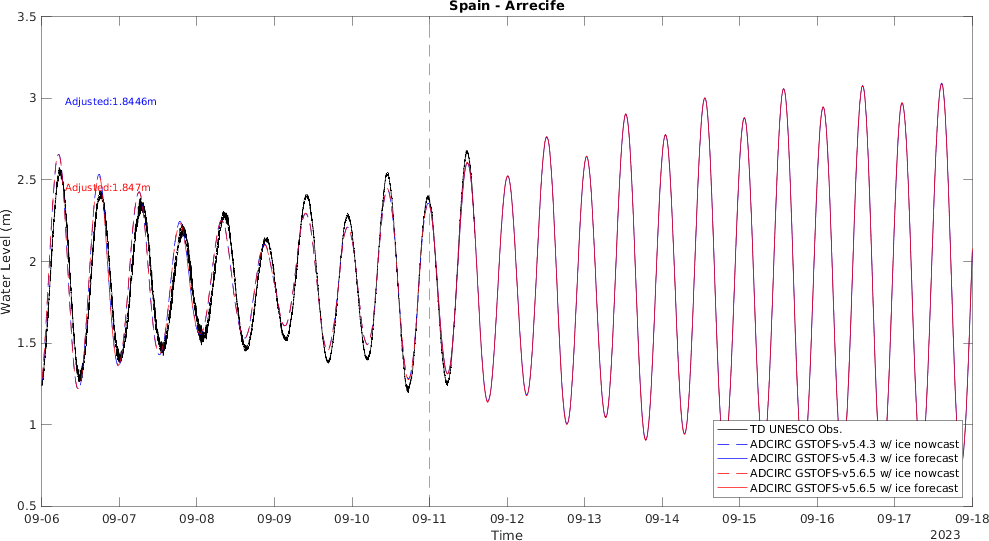 Spain - Arrecife
3.5
3
2.5
2
1.5
1
0.5
Water Level (m)
Adjusted:1.8446m
Adjusted:1.847m
TD UNESCO Obs.
ADCIRC GSTOFS-v5.4.3 w/ ice nowcast
ADCIRC GSTOFS-v5.4.3 w/ ice forecast
ADCIRC GSTOFS-v5.6.5 w/ ice nowcast
ADCIRC GSTOFS-v5.6.5 w/ ice forecast
09-06 09-07 09-08 09-09 09-10 09-11 09-12 09-13 09-14 09-15 09-16 09-17 09-18
Time
2023